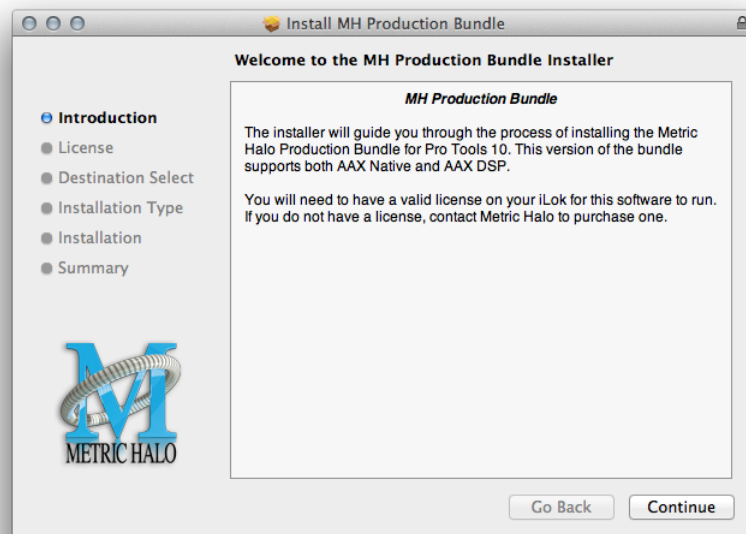 Install MH Production Bundle
Welcome to the MH Production Bundle Installer
Introduction
License
Destination Select
Installation Type
Installation
Summary
MH Production Bundle
The installer will guide you through the process of installing the Metric
Halo Production Bundle for Pro Tools 10. This version of the bundle
supports both AAX Native and AAX DSP.
You will need to have a valid license on your iLok for this software to run.
If you do not have a license, contact Metric Halo to purchase one.
M
METRIC HALO
Go Back
Continue